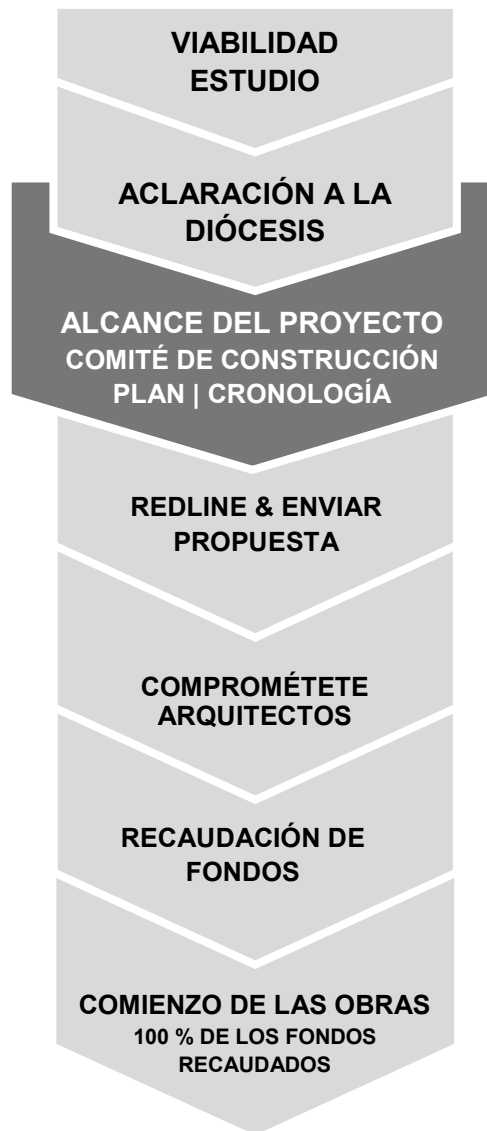 VIABILIDAD
ESTUDIO
ACLARACIÓN A LA
DIÓCESIS
ALCANCE DEL PROYECTO
COMITÉ DE CONSTRUCCIÓN
PLAN | CRONOLOGÍA
REDLINE & ENVIAR
PROPUESTA
COMPROMÉTETE
ARQUITECTOS
RECAUDACIÓN DE
FONDOS
COMIENZO DE LAS OBRAS
100 % DE LOS FONDOS
RECAUDADOS